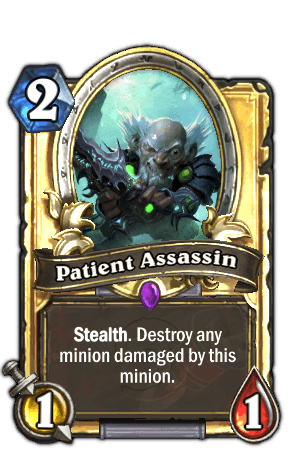 2
Patient Assassin
Stealth. Destroy any
minion damaged by this
minion.
1
1